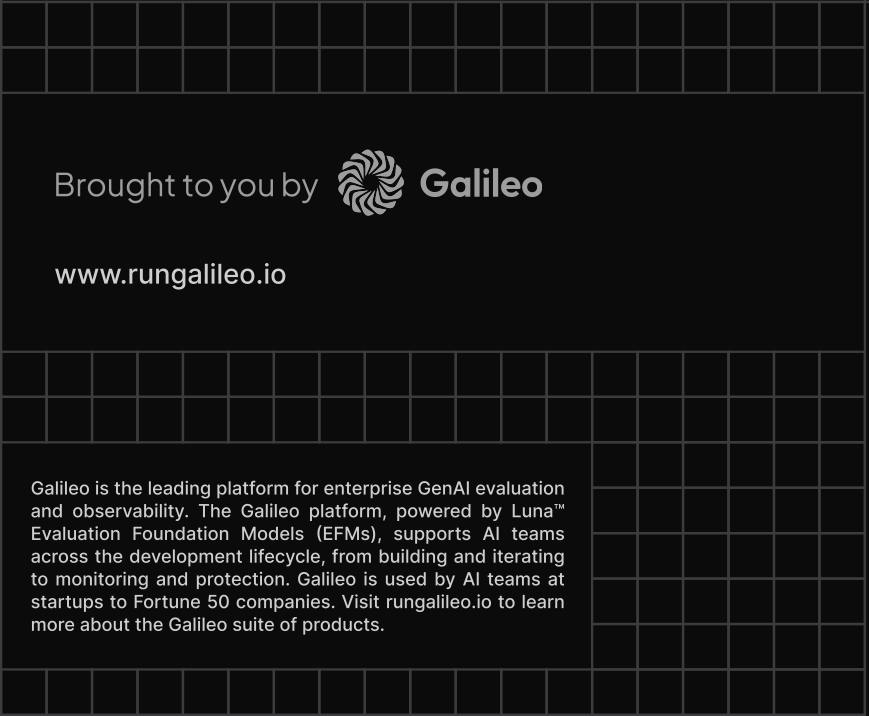 Brought to you by Galileo
www.rungalileo.io
Galileo is the leading platform for enterprise GenAI evaluation
and observability. The Galileo platform, powered by Luna™
Evaluation Foundation Models (EFMs), supports AI teams
across the development lifecycle, from building and iterating
to monitoring and protection. Galileo is used by AI teams at
startups to Fortune 50 companies. Visit rungalileo.io to learn
more about the Galileo suite of products.